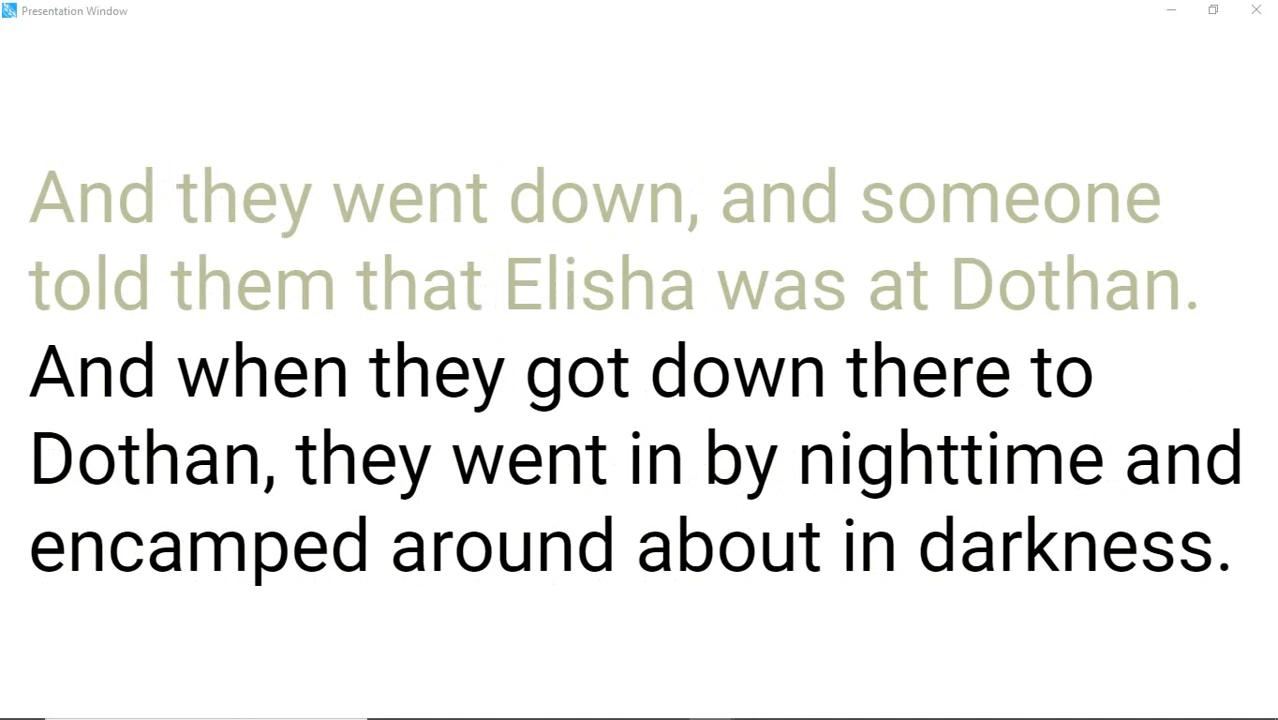 Presentation Window
And they went down, and someone
told them that Elisha was at Dothan.
And when they got down there to
Dothan, they went in by nighttime and
encamped around about in darkness.